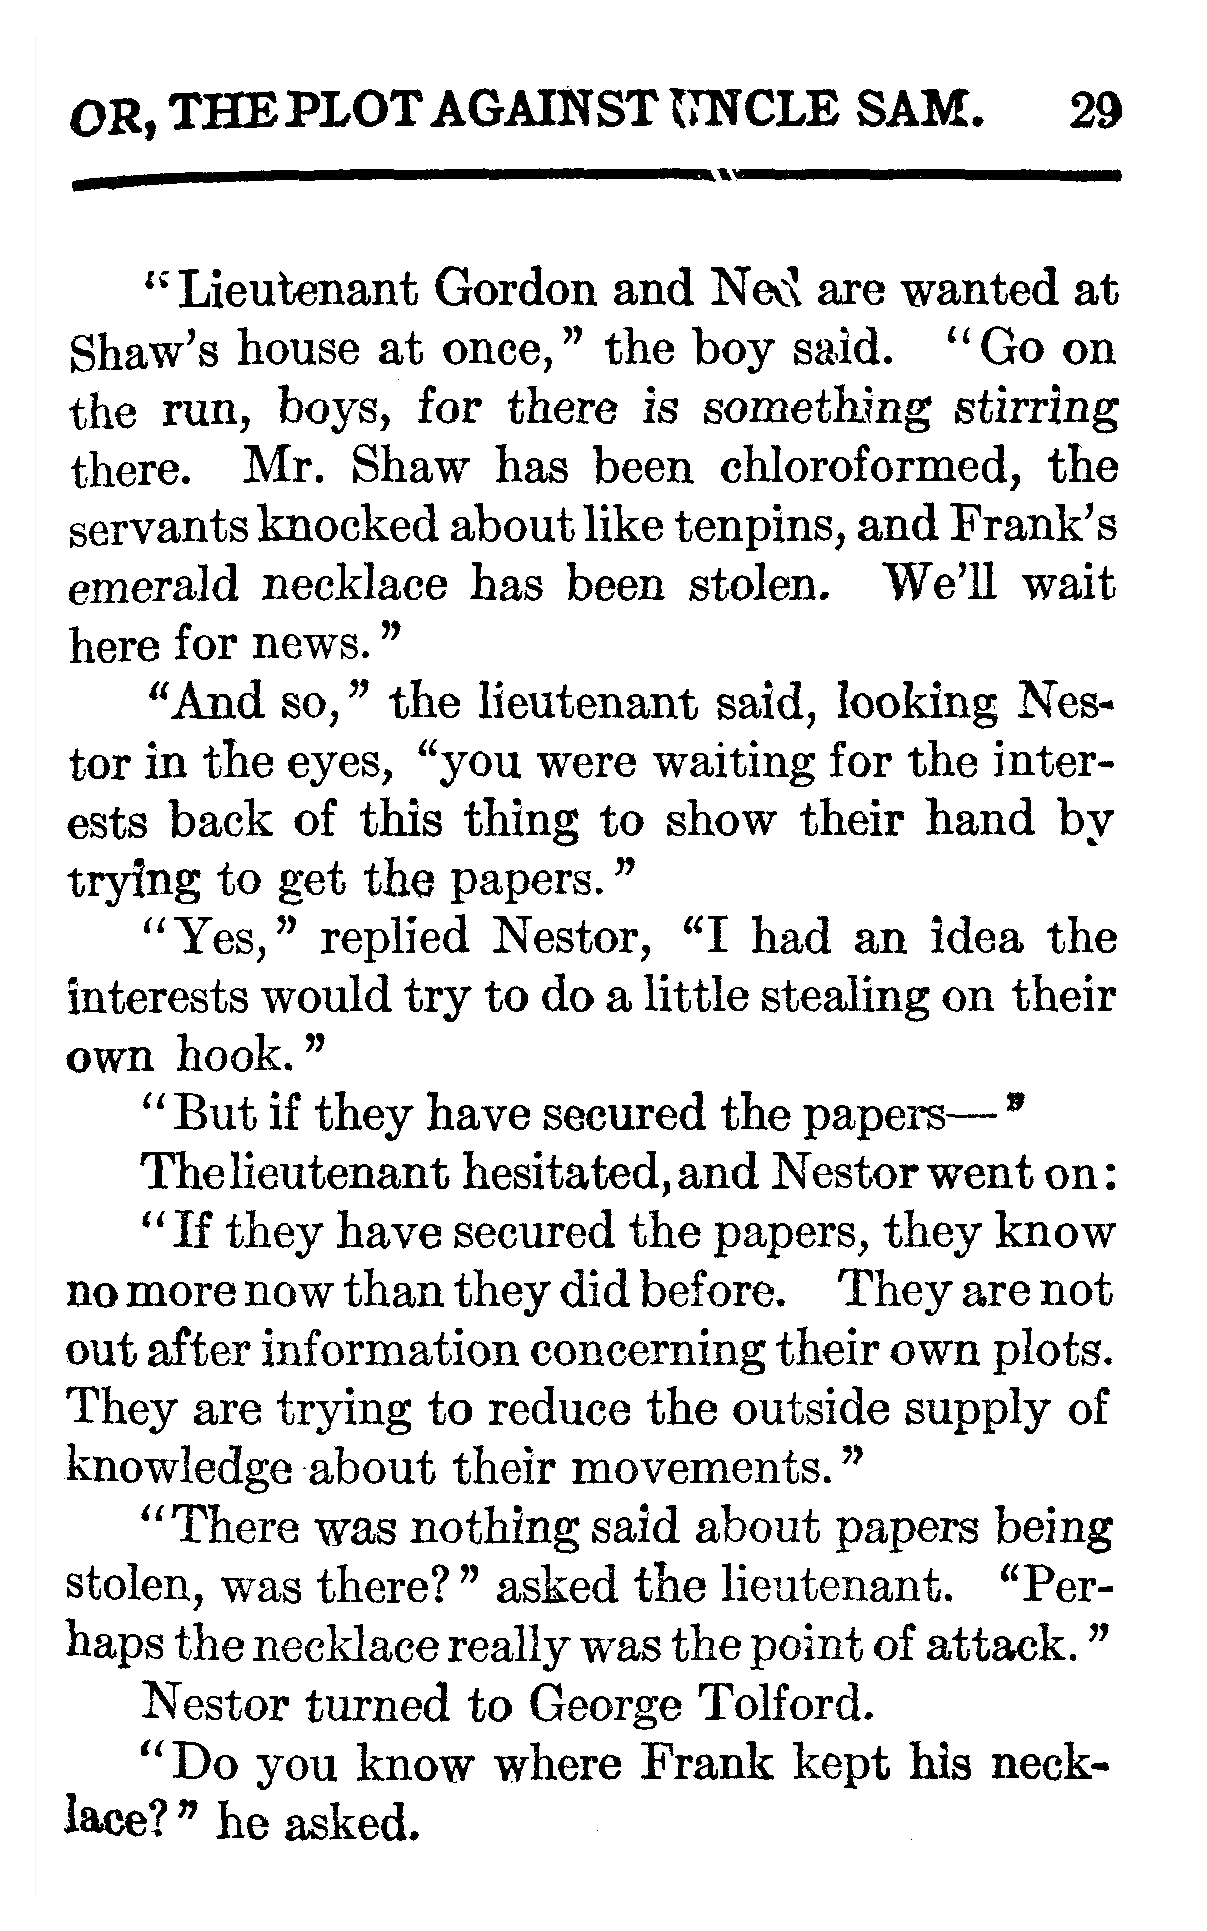 OR, THE PLOT AGAINST UNCLE SAM. 29
"Lieutenant Gordon and Ned are wanted at
Shaw's house at once," the boy said. "Go on
the run, boys, for there is something stirring
there. Mr. Shaw has been chloroformed, the
servants knocked about like tenpins, and Frank's
emerald necklace has been stolen. We'll wait
here for news."
"And so," the lieutenant said, looking Nes-
tor in the eyes, "you were waiting for the inter-
ests back of this thing to show their hand by
trying to get the papers."
"Yes," replied Nestor, "I had an idea the
interests would try to do a little stealing on their
own hook."
"But if they have secured the papers—"
The lieutenant hesitated, and Nestor went on:
"If they have secured the papers, they know
no more now than they did before. They are not
out after information concerning their own plots.
They are trying to reduce the outside supply of
knowledge about their movements."
"There was nothing said about papers being
stolen, was there?" asked the lieutenant. "Per-
haps the necklace really was the point of attack."
Nestor turned to George Tolford.
"Do you know where Frank kept his neck-
lace?" he asked.